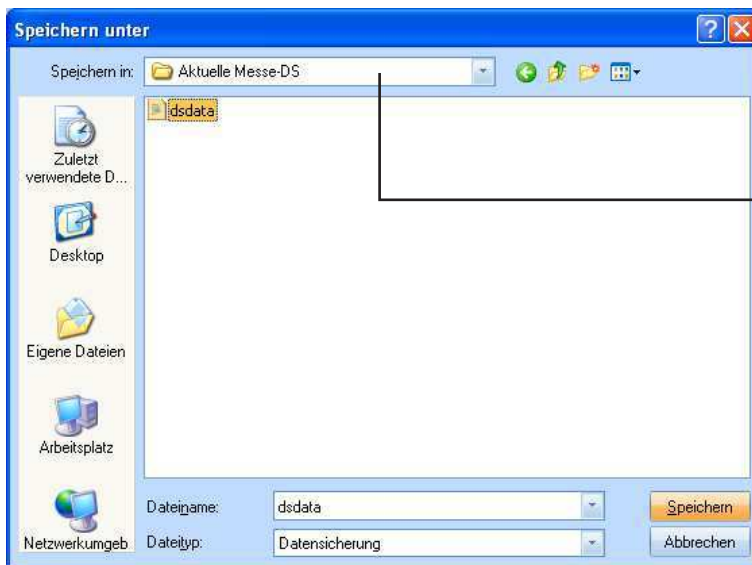 Speichern unter
Speichern in: Aktuelle Messe-DS
dsdata
Zuletzt
verwendete D...
Desktop
Eigene Dateien
Arbeitsplatz
Netzwerkumgeb
Dateiname: dsdata Speichern
Dateityp: Datensicherung Abbrechen